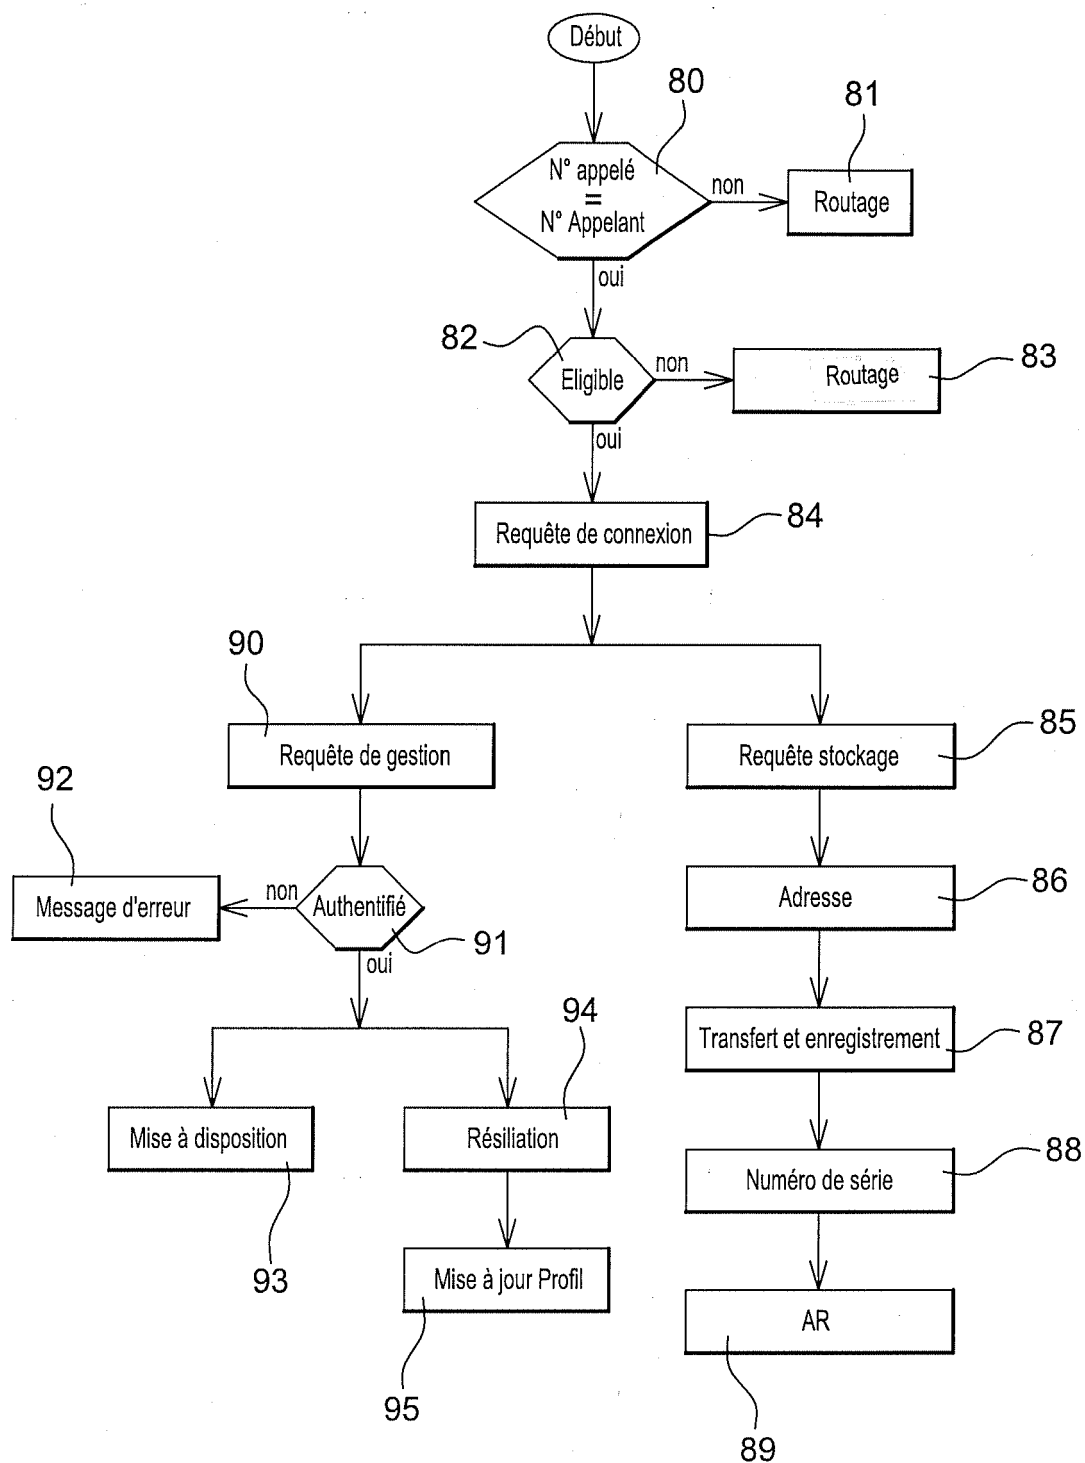 Début
80
81
N° appelé
=
N° Appelant
non
Routage
oui
82
Eligible
non
Routage
83
oui
Requête de connexion
84
90
Requête de gestion
Requête stockage
85
92
Message d'erreur
non
Authentifié
91
oui
Adresse
86
94
Transfert et enregistrement
87
Mise à disposition
93
Résiliation
Numéro de série
88
Mise à jour Profil
95
AR
89